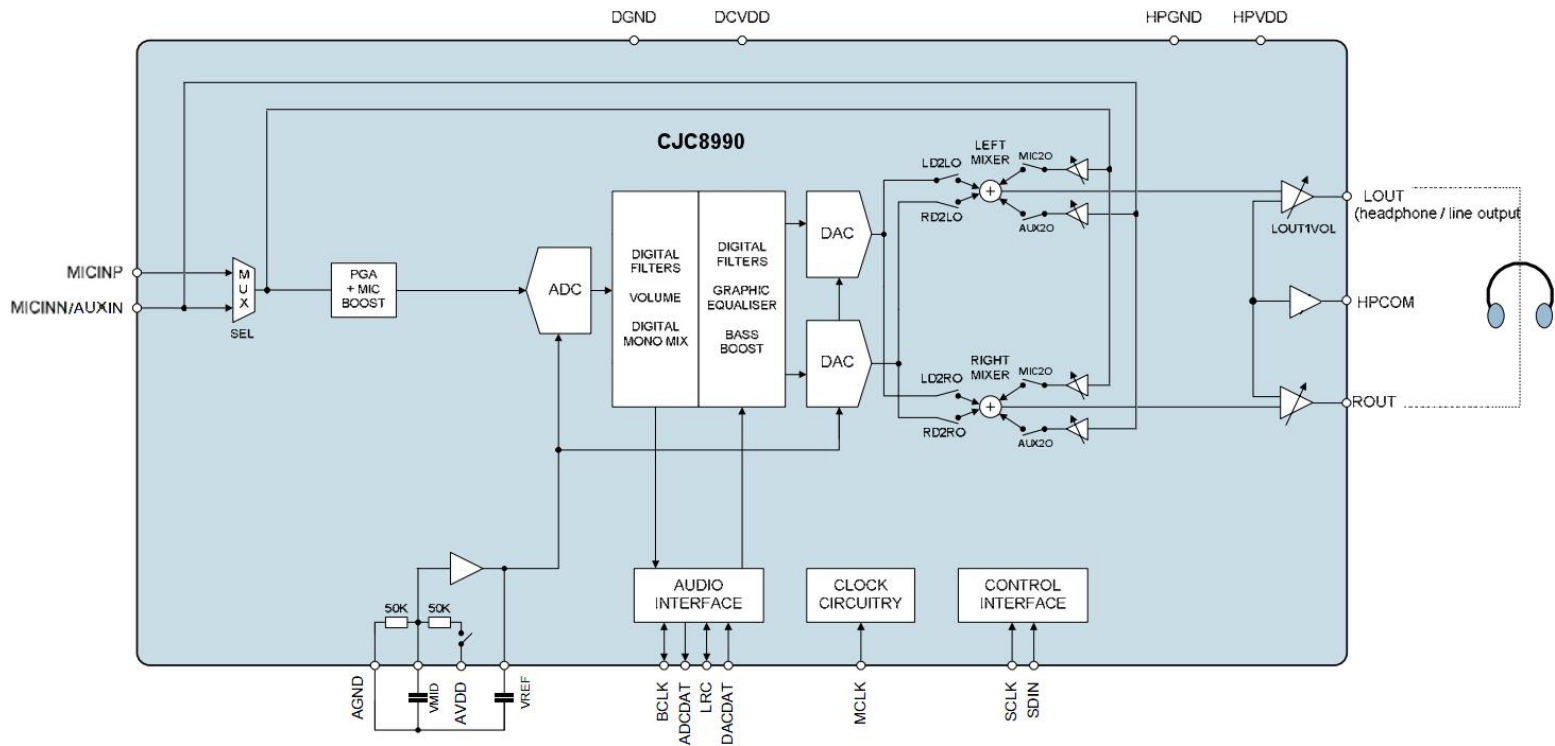 DGND
DCVDD
HPGND
HPVDD
CJC8990
LEFT
MIXER
MIC2O
LD2LO
RD2LO
AUX2O
DAC
LOUT
(headphone / line output
LOUT1VOL
MICINP
MICINN/AUXIN
MUX
SEL
PGA
+ MIC
BOOST
ADC
DIGITAL
FILTERS
VOLUME
DIGITAL
MONO MIX
DIGITAL
FILTERS
GRAPHIC
EQUALISER
BASS
BOOST
HPCOM
DAC
RIGHT
MIXER
MIC2O
LD2RO
RD2RO
AUX2O
ROUT
50K
50K
AUDIO
INTERFACE
CLOCK
CIRCUITRY
CONTROL
INTERFACE
AGND
VMID
AVDD
VREF
BCLK
ADCDAT
LRC
DACDAT
MCLK
SCLK
SDIN